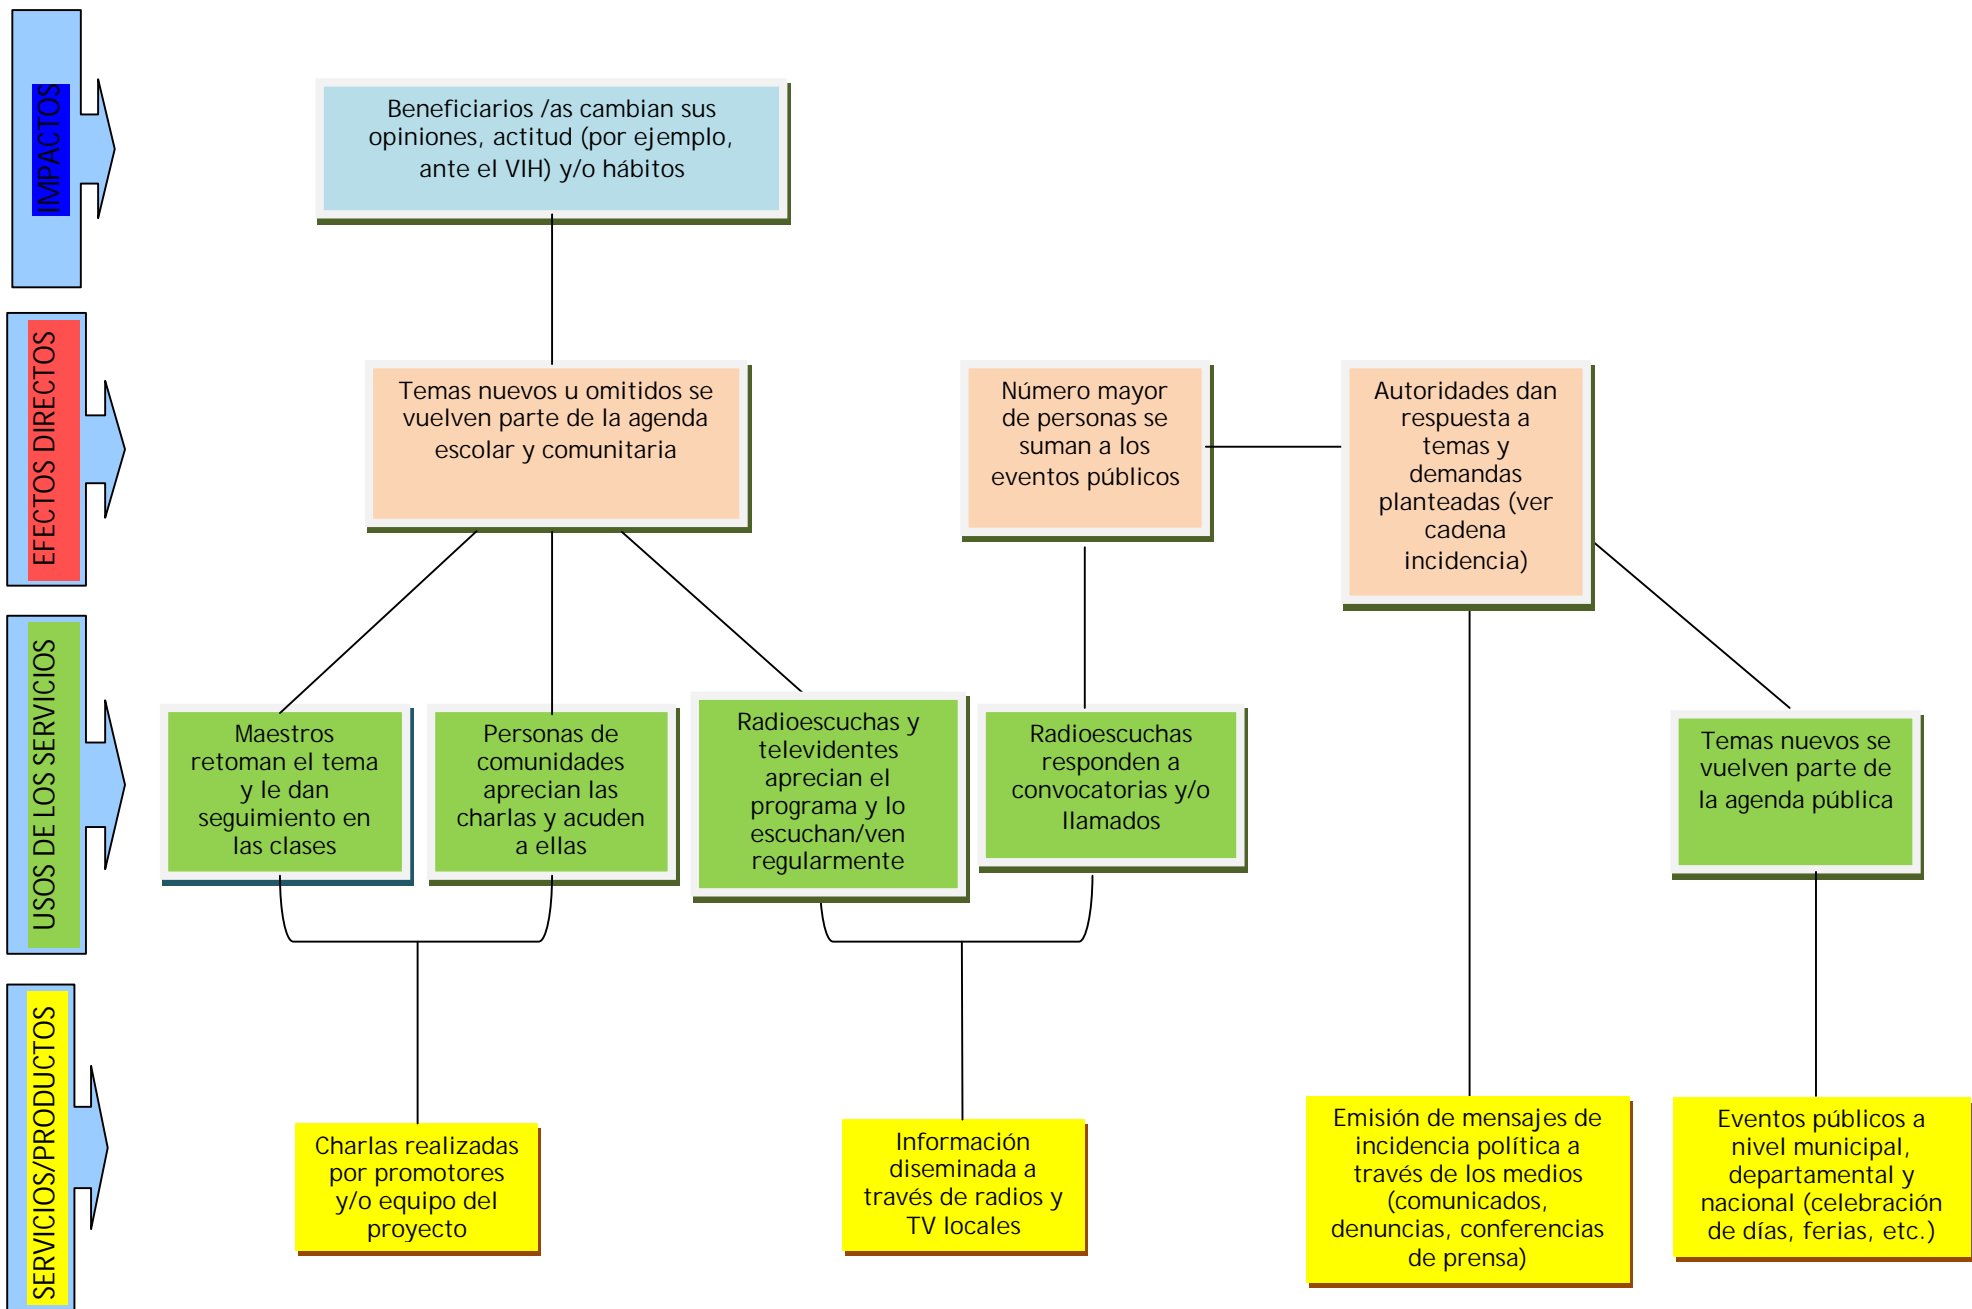 IMPACTOS
Beneficiarios /as cambian sus
opiniones, actitud (por ejemplo,
ante el VIH) y/o hábitos
EFECTOS DIRECTOS
Temas nuevos u omitidos se
vuelven parte de la agenda
escolar y comunitaria
Número mayor
de personas se
suman a los
eventos públicos
Autoridades dan
respuesta a
temas y
demandas
planteadas (ver
cadena
incidencia)
USOS DE LOS SERVICIOS
Maestros
retoman el tema
y le dan
seguimiento en
las clases
Personas de
comunidades
aprecian las
charlas y acuden
a ellas
Radioescuchas y
televidentes
aprecian el
programa y lo
escuchan/ven
regularmente
Radioescuchas
responden a
convocatorias y/o
llamados
Temas nuevos se
vuelven parte de
la agenda pública
SERVICIOS/PRODUCTOS
Charlas realizadas
por promotores
y/o equipo del
proyecto
Información
diseminada a
través de radios y
TV locales
Emisión de mensajes de
incidencia política a
través de los medios
(comunicados,
denuncias, conferencias
de prensa)
Eventos públicos a
nivel municipal,
departamental y
nacional (celebración
de días, ferias, etc.)